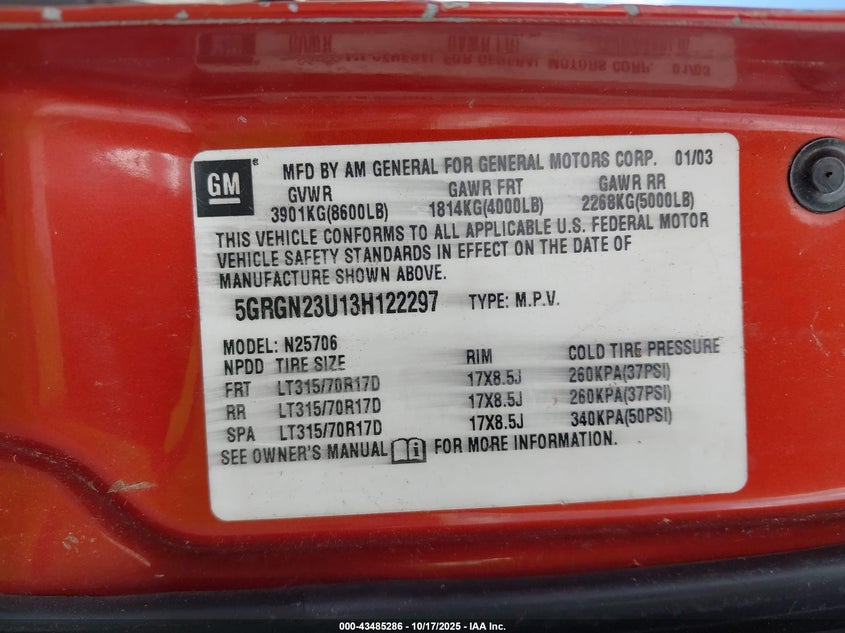 GM ® MFD BY AM GENERAL FOR GENERAL MOTORS CORP. 01/03
GVWR GAWR FRT GAWR RR
3901KG(8600LB) 1814KG(4000LB) 2268KG(5000LB)
THIS VEHICLE CONFORMS TO ALL APPLICABLE U.S. FEDERAL MOTOR
VEHICLE SAFETY STANDARDS IN EFFECT ON THE DATE OF
MANUFACTURE SHOWN ABOVE.
5GRGN23U13H122297 TYPE: M.P.V.
MODEL: N25706
NPDD TIRE SIZE RIM COLD TIRE PRESSURE
FRT LT315/70R17D 17X8.5J 260KPA(37PSI)
RR LT315/70R17D 17X8.5J 260KPA(37PSI)
SPA LT315/70R17D 17X8.5J 340KPA(50PSI)
SEE OWNER'S MANUAL i FOR MORE INFORMATION.
000-43485286 - 10/17/2025 - IAA Inc.